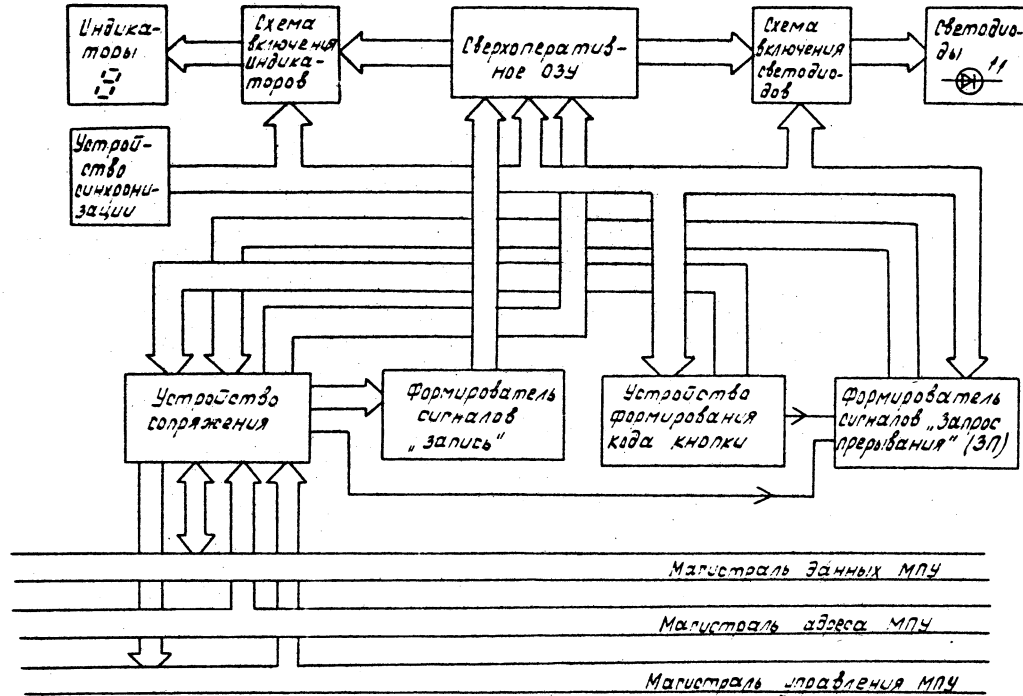 Индика-
торы
Схема
включения
индика-
торов
Сверхоператив-
ное ОЗУ
Схема
включения
светодио-
дов
Светодио-
ды
Устрой-
ство
синхрони-
зации
Устройство
сопряжения
Формирователь
сигналов
„запись"
Устройство
формирования
кода кнопки
Формирователь
сигналов „Запрос
прерывания" (ЗП)
Магистраль данных МПУ
Магистраль адреса МПУ
Магистраль управления МПУ